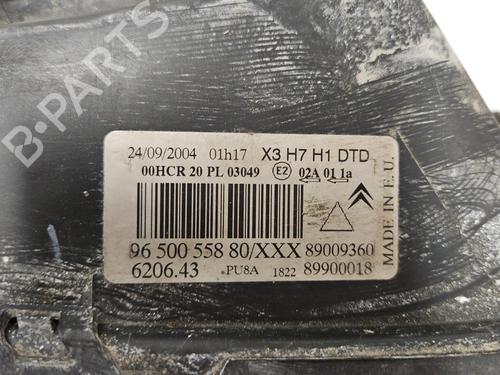 B-PARTS
24/09/2004 01h17 X3 H7 H1 DTD
00HCR 20 PL 03049 E2 02A 01 1a
96 500 558 80/XXX 89009360
6206.43 .PU8A 1822 89900018
MADE IN E.U.